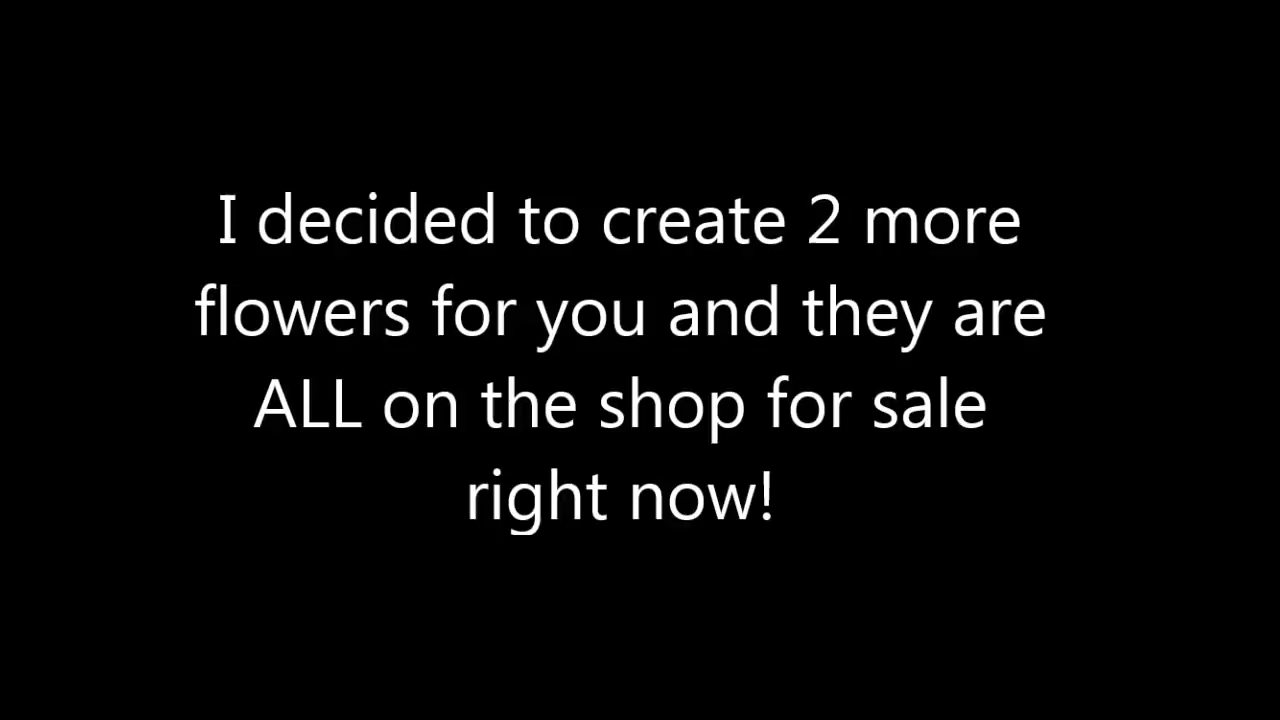 I decided to create 2 more
flowers for you and they are
ALL on the shop for sale
right now!